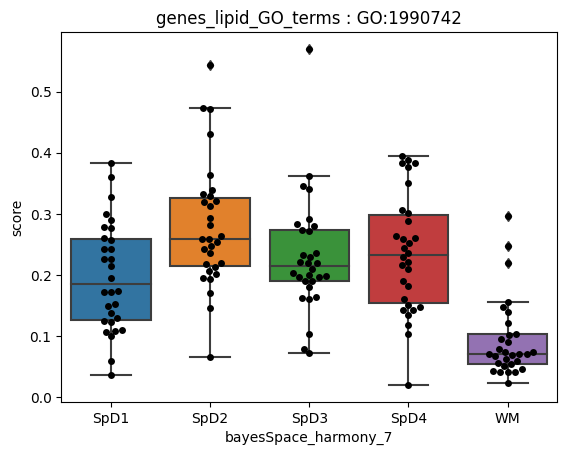 genes_lipid_GO_terms : GO:1990742
score
0.5
0.4
0.3
0.2
0.1
0.0
SpD1 SpD2 SpD3 SpD4 WM
bayesSpace_harmony_7